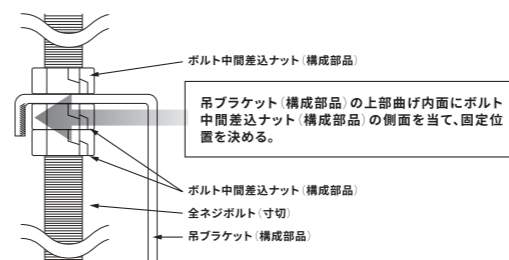 ボルト中間差込ナット（構成部品）
吊ブラケット（構成部品）の上部曲げ内面にボルト
中間差込ナット（構成部品）の側面を当て、固定位
置を決める。
ボルト中間差込ナット（構成部品）
全ネジボルト（寸切）
吊ブラケット（構成部品）